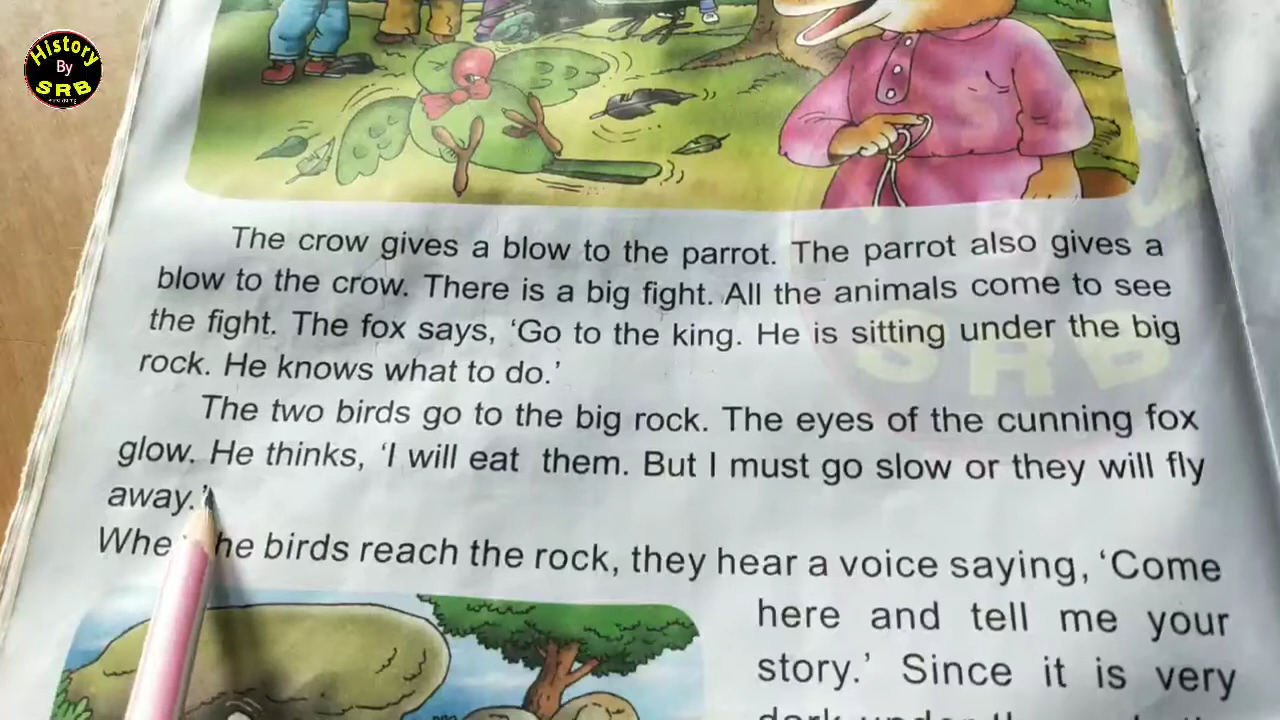 History
By
SRB
The crow gives a blow to the parrot. The parrot also gives a
blow to the crow. There is a big fight. All the animals come to see
the fight. The fox says, ‘Go to the king. He is sitting under the big
rock. He knows what to do.’
The two birds go to the big rock. The eyes of the cunning fox
glow. He thinks, ‘I will eat them. But I must go slow or they will fly
away.’
birds reach the rock, they hear a voice saying, ‘Come
here and tell me your
story.’ Since it is very